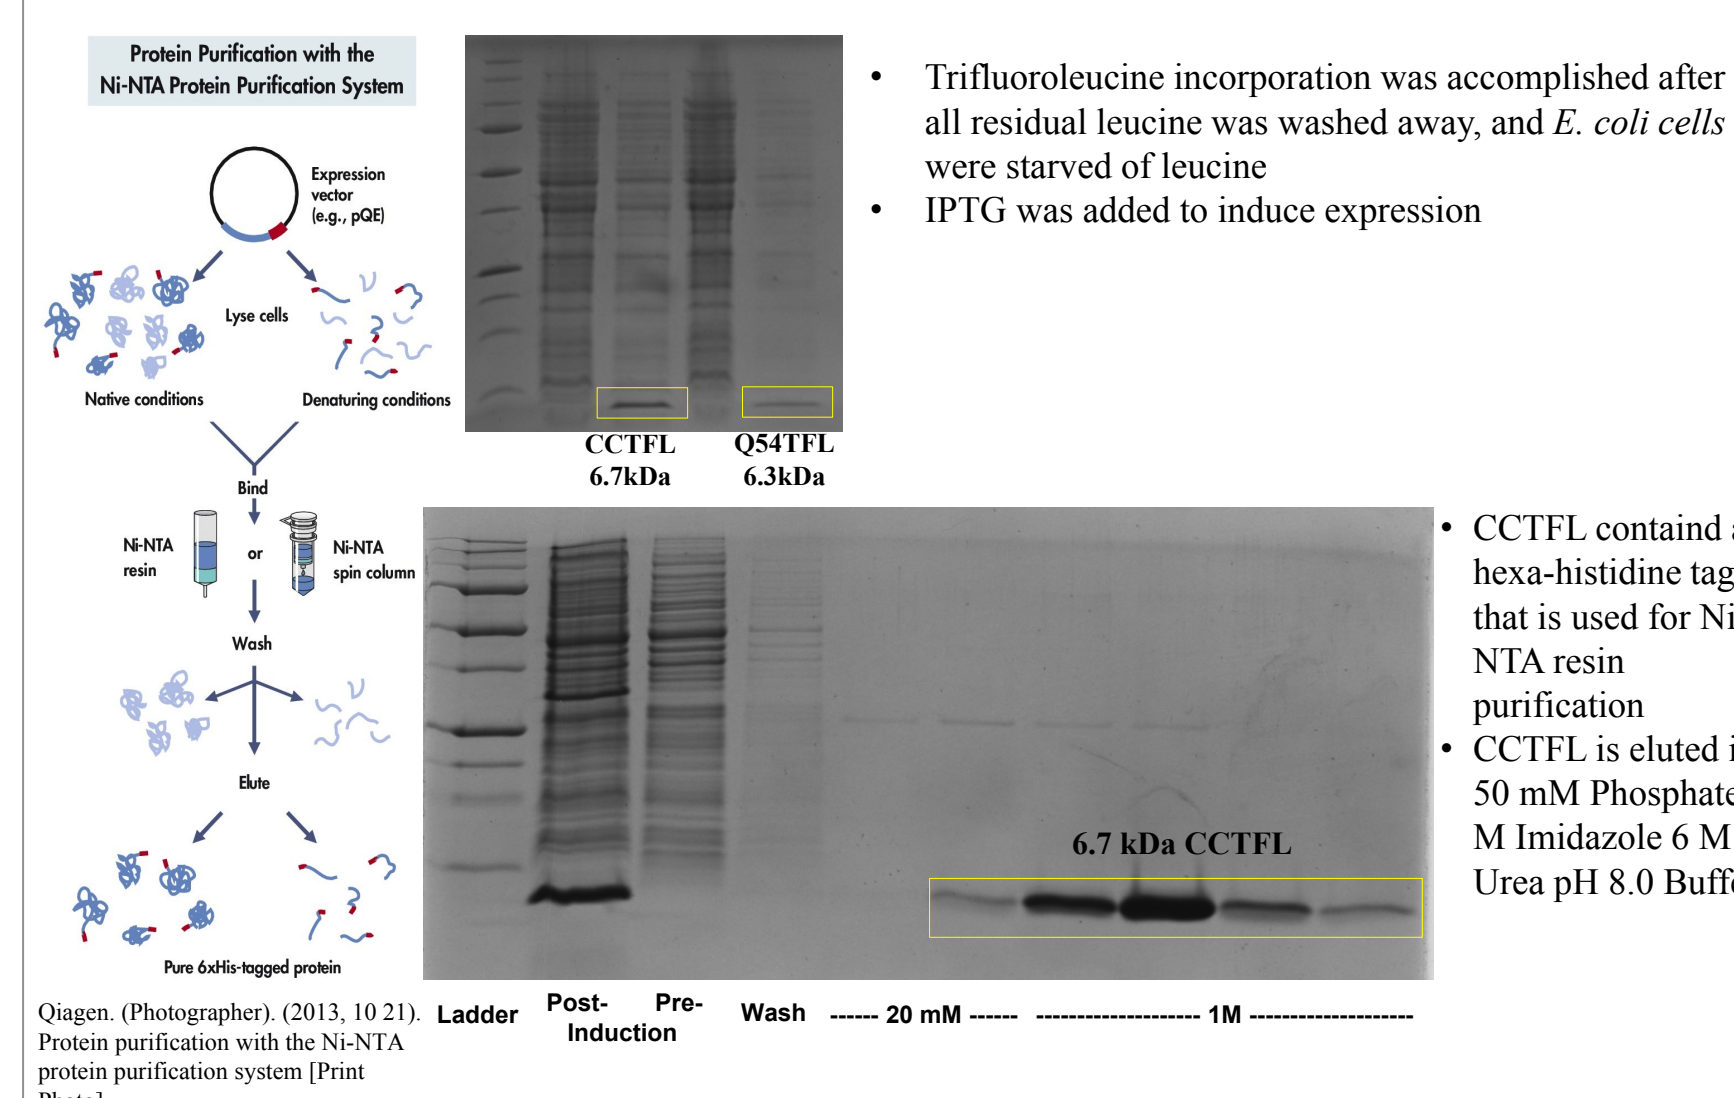 Protein Purification with the
Ni-NTA Protein Purification System
Expression
vector
(e.g., pQE)
Lyse cells
Native conditions
Denaturing conditions
Bind
Ni-NTA
resin
or
Ni-NTA
spin column
Wash
Elute
Pure 6xHis-tagged protein
Qiagen. (Photographer). (2013, 10 21).
Protein purification with the Ni-NTA
protein purification system [Print
CCTFL
6.7kDa
Q54TFL
6.3kDa
• Trifluoroleucine incorporation was accomplished after
all residual leucine was washed away, and E. coli cells
were starved of leucine
• IPTG was added to induce expression
6.7 kDa CCTFL
Ladder
Post-
Pre-
Induction
Wash
------ 20 mM ------
-------------------- 1M --------------------
• CCTFL containd a
hexa-histidine tag
that is used for Ni
NTA resin
purification
• CCTFL is eluted i
50 mM Phosphate
M Imidazole 6 M
Urea pH 8.0 Buffe